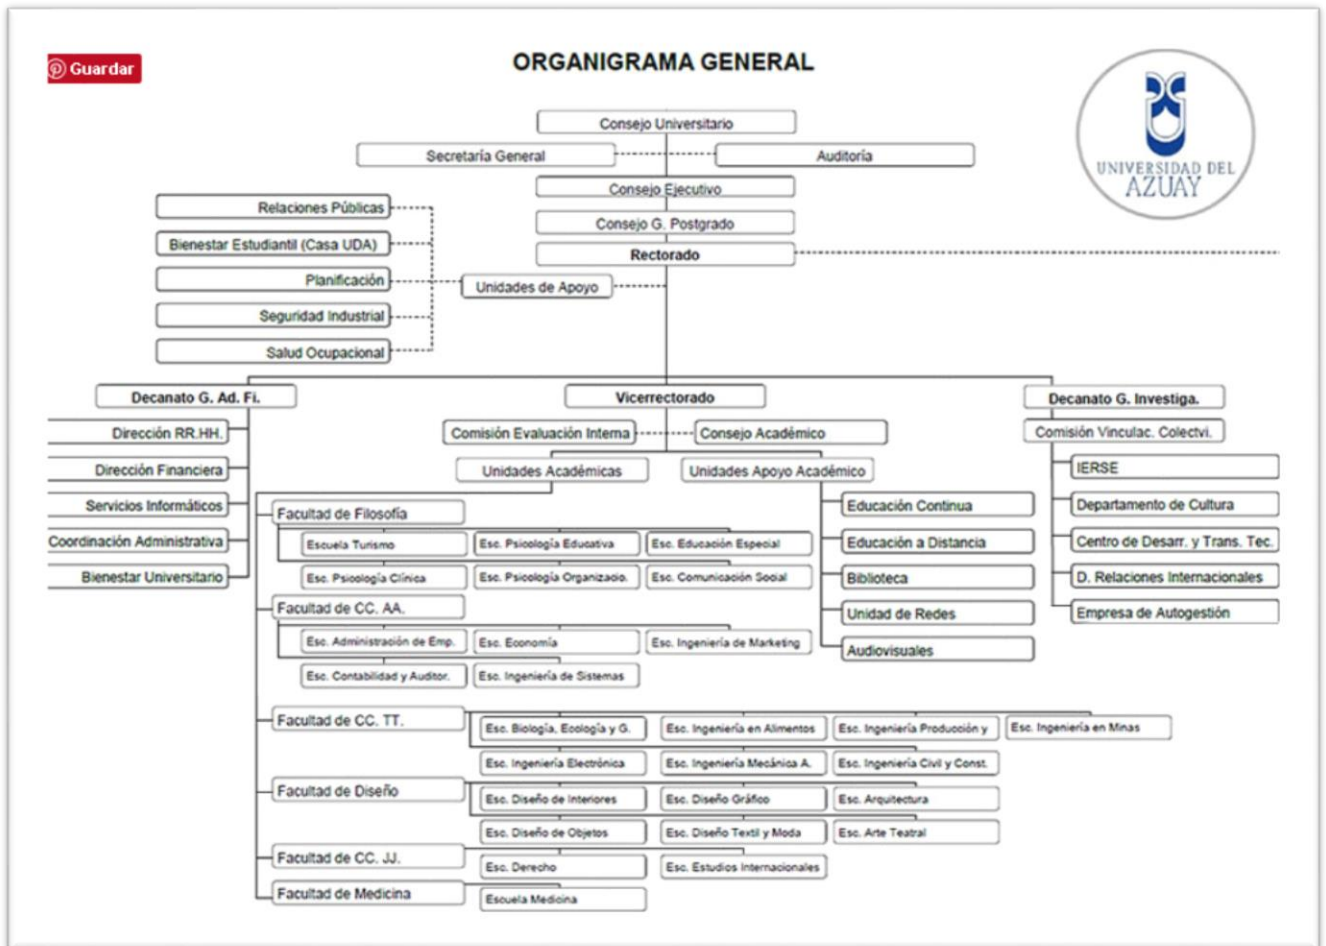 Guardar
ORGANIGRAMA GENERAL
UNIVERSIDAD DEL
AZUAY
Consejo Universitario
Secretaría General
Auditoría
Consejo Ejecutivo
Consejo G. Postgrado
Rectorado
Relaciones Públicas
Bienestar Estudiantil (Casa UDA)
Planificación
Seguridad Industrial
Salud Ocupacional
Unidades de Apoyo
Decanato G. Ad. Fi.
Vicerrectorado
Decanato G. Investiga.
Dirección RR.HH.
Dirección Financiera
Servicios Informáticos
Coordinación Administrativa
Bienestar Universitario
Comisión Evaluación Interna
Consejo Académico
Unidades Académicas
Unidades Apoyo Académico
Comisión Vinculac. Colectvi.
IERSE
Departamento de Cultura
Centro de Desarr. y Trans. Tec.
D. Relaciones Internacionales
Empresa de Autogestión
Educación Continua
Educación a Distancia
Biblioteca
Unidad de Redes
Audiovisuales
Facultad de Filosofía
Escuela Turismo
Esc. Psicología Educativa
Esc. Educación Especial
Esc. Psicología Clínica
Esc. Psicología Organizacio.
Esc. Comunicación Social
Facultad de CC. AA.
Esc. Administración de Emp.
Esc. Economía
Esc. Ingeniería de Marketing
Esc. Contabilidad y Auditor.
Esc. Ingeniería de Sistemas
Facultad de CC. TT.
Esc. Biología, Ecología y G.
Esc. Ingeniería en Alimentos
Esc. Ingeniería Producción y
Esc. Ingeniería en Minas
Esc. Ingeniería Electrónica
Esc. Ingeniería Mecánica A.
Esc. Ingeniería Civil y Const.
Facultad de Diseño
Esc. Diseño de Interiores
Esc. Diseño Gráfico
Esc. Arquitectura
Esc. Diseño de Objetos
Esc. Diseño Textil y Moda
Esc. Arte Teatral
Facultad de CC. JJ.
Esc. Derecho
Esc. Estudios Internacionales
Facultad de Medicina
Escuela Medicina